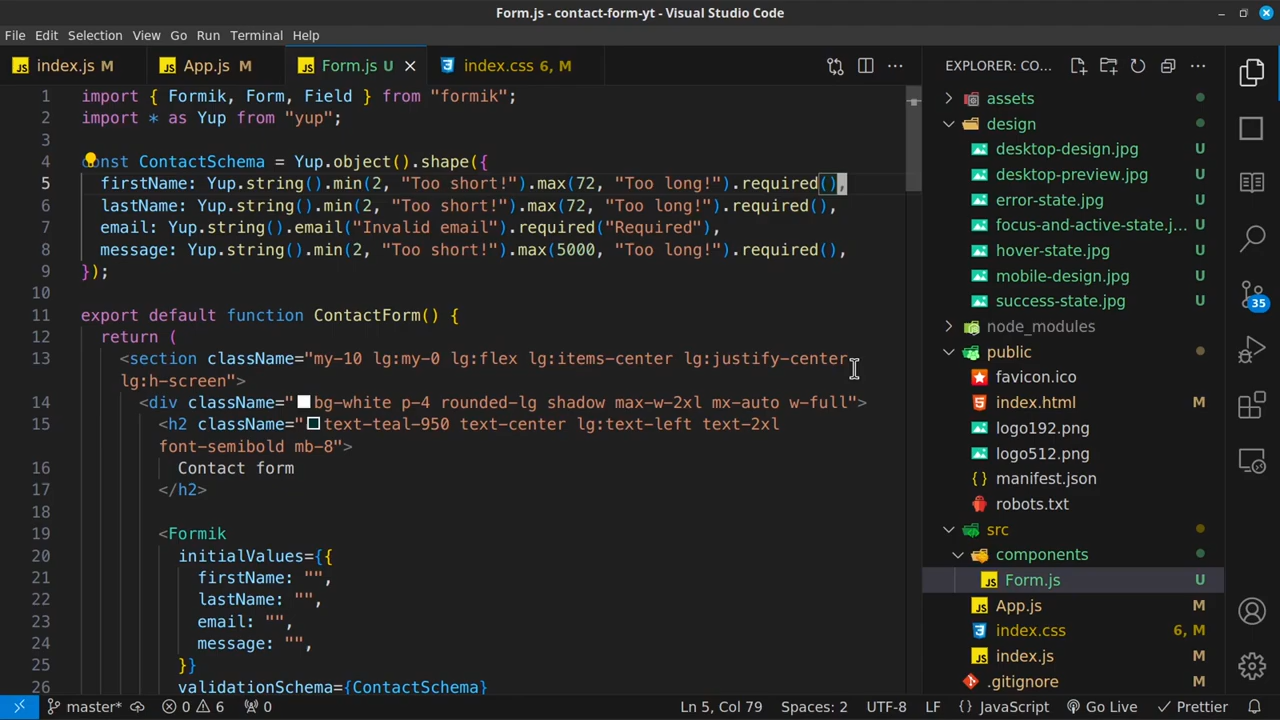 Form.js - contact-form-yt - Visual Studio Code
File Edit Selection View Go Run Terminal Help
index.js M
App.js M
Form.js U
index.css 6, M
EXPLORER: CO...
1 import { Formik, Form, Field } from "formik";
2 import * as Yup from "yup";
3
4 const ContactSchema = Yup.object().shape({
5 firstName: Yup.string().min(2, "Too short!").max(72, "Too long!").required(),
6 lastName: Yup.string().min(2, "Too short!").max(72, "Too long!").required(),
7 email: Yup.string().email("Invalid email").required("Required"),
8 message: Yup.string().min(2, "Too short!").max(5000, "Too long!").required(),
9 });
10
11 export default function ContactForm() {
12 return (
13 <section className="my-10 lg:my-0 lg:flex lg:items-center lg:justify-center
lg:h-screen">
14 <div className="bg-white p-4 rounded-lg shadow max-w-2xl mx-auto w-full">
15 <h2 className="text-teal-950 text-center lg:text-left text-2xl
font-semibold mb-8">
16 Contact form
17 </h2>
18
19 <Formik
20 initialValues={{
21 firstName: "",
22 lastName: "",
23 email: "",
24 message: "",
25 }}
26 validationSchema={ContactSchema}
assets
design
desktop-design.jpg U
desktop-preview.jpg U
error-state.jpg U
focus-and-active-state.j... U
hover-state.jpg U
mobile-design.jpg U
success-state.jpg U
node_modules
public
favicon.ico
index.html M
logo192.png
logo512.png
manifest.json
robots.txt
src
components
Form.js U
App.js M
index.css 6, M
index.js M
.gitignore M
35
master* 0 6 0
Ln 5, Col 79 Spaces: 2 UTF-8 LF {} JavaScript Go Live Prettier